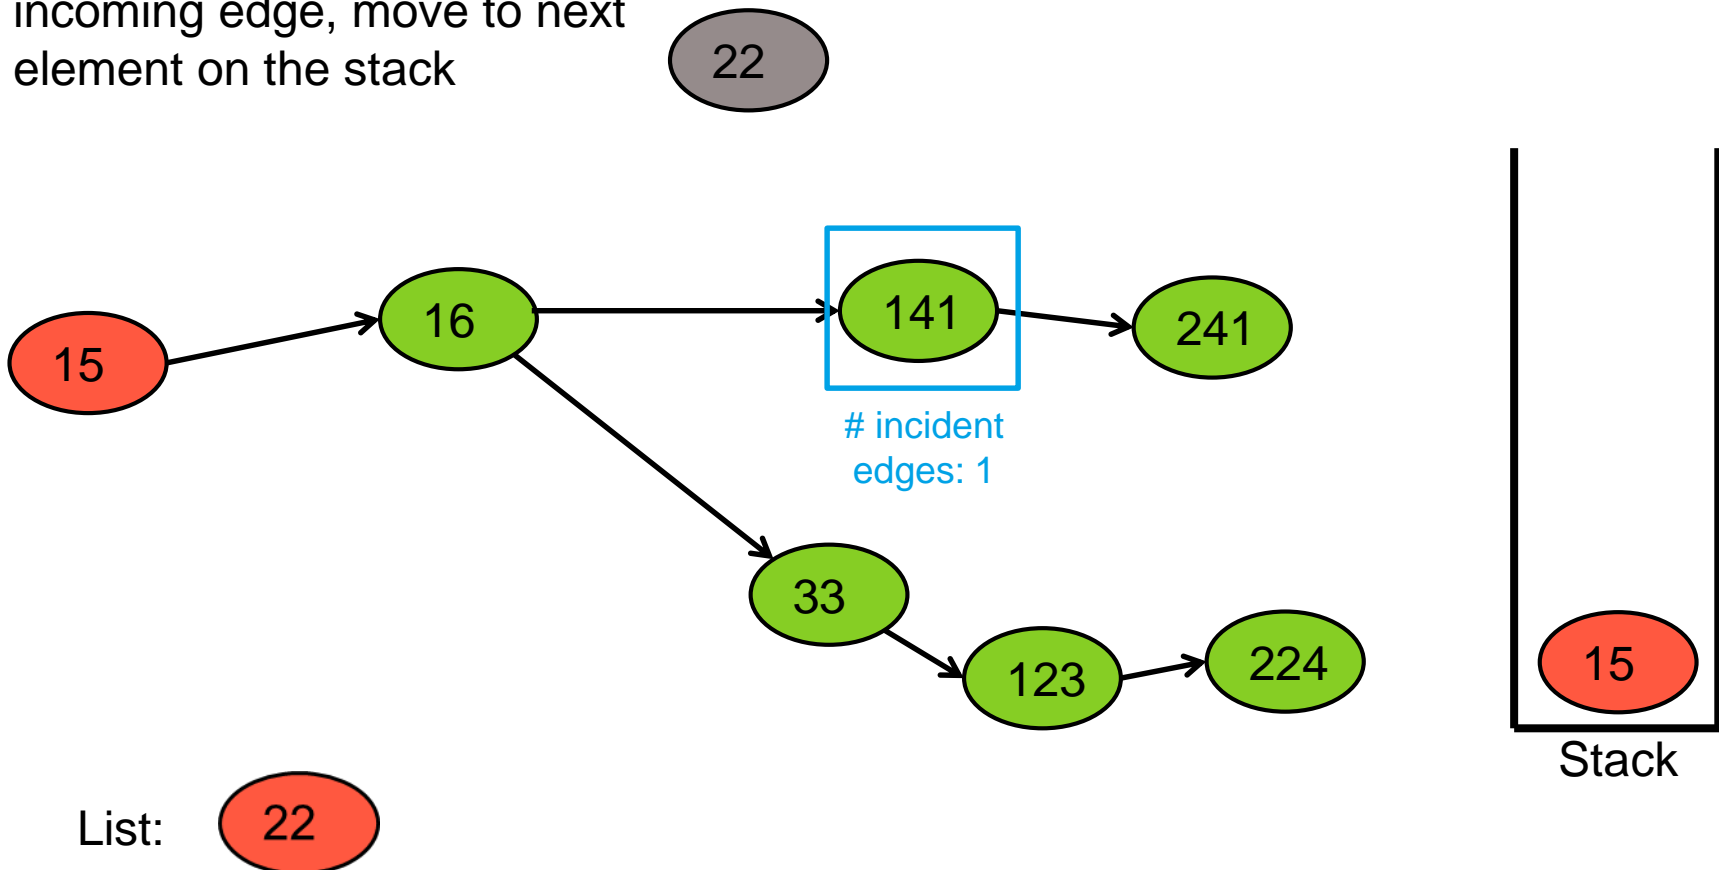 incoming edge, move to next
element on the stack
22
15
16
141
241
# incident
edges: 1
33
123
224
15
Stack
List:
22